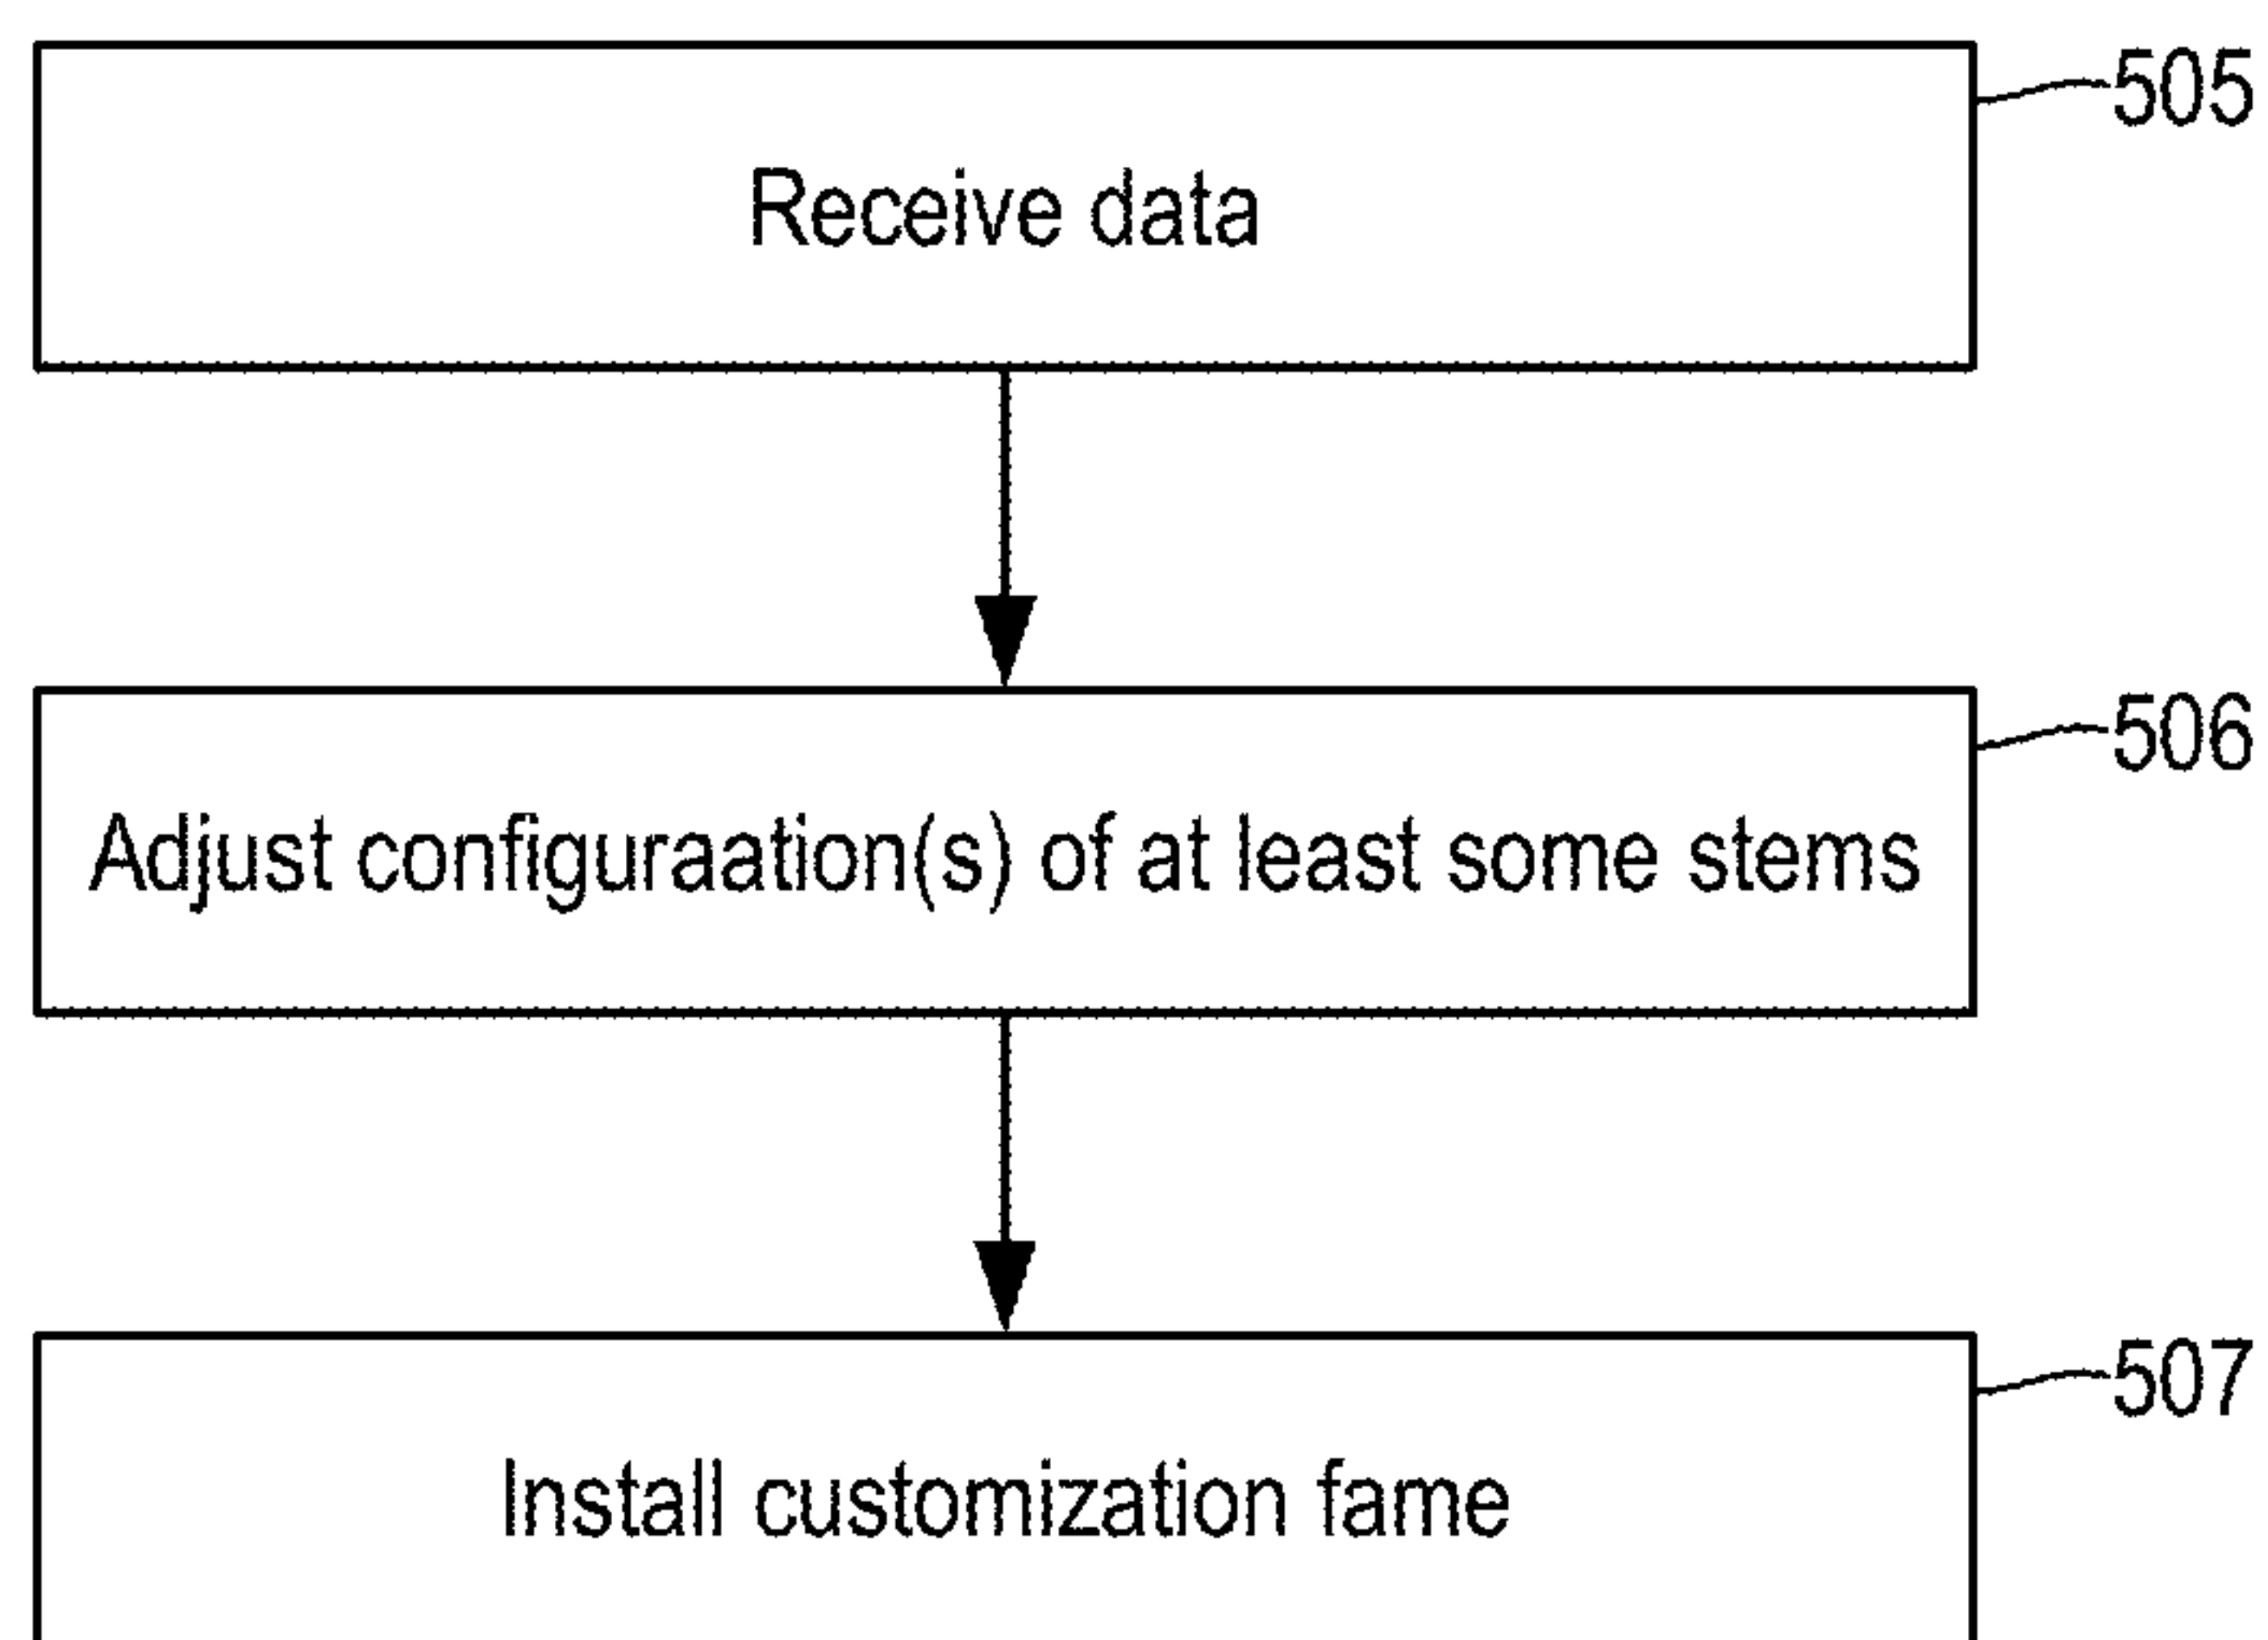 505
Receive data
506
Adjust configuraation(s) of at least some stems
507
Install customization fame